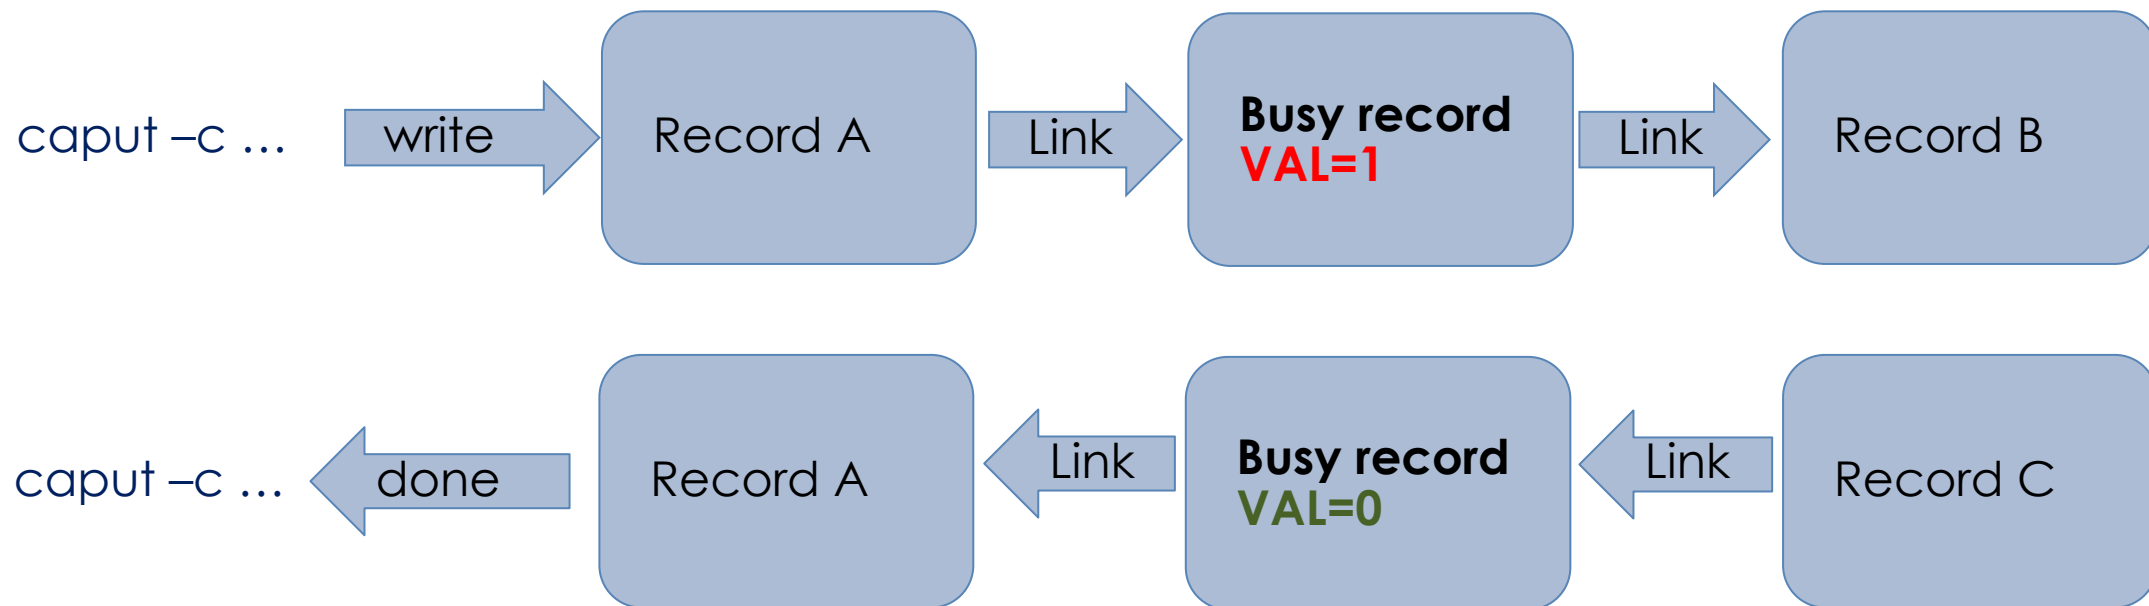 caput –c ...
write
Record A
Link
Busy record
VAL=1
Link
Record B
caput –c ...
done
Record A
Link
Busy record
VAL=0
Link
Record C